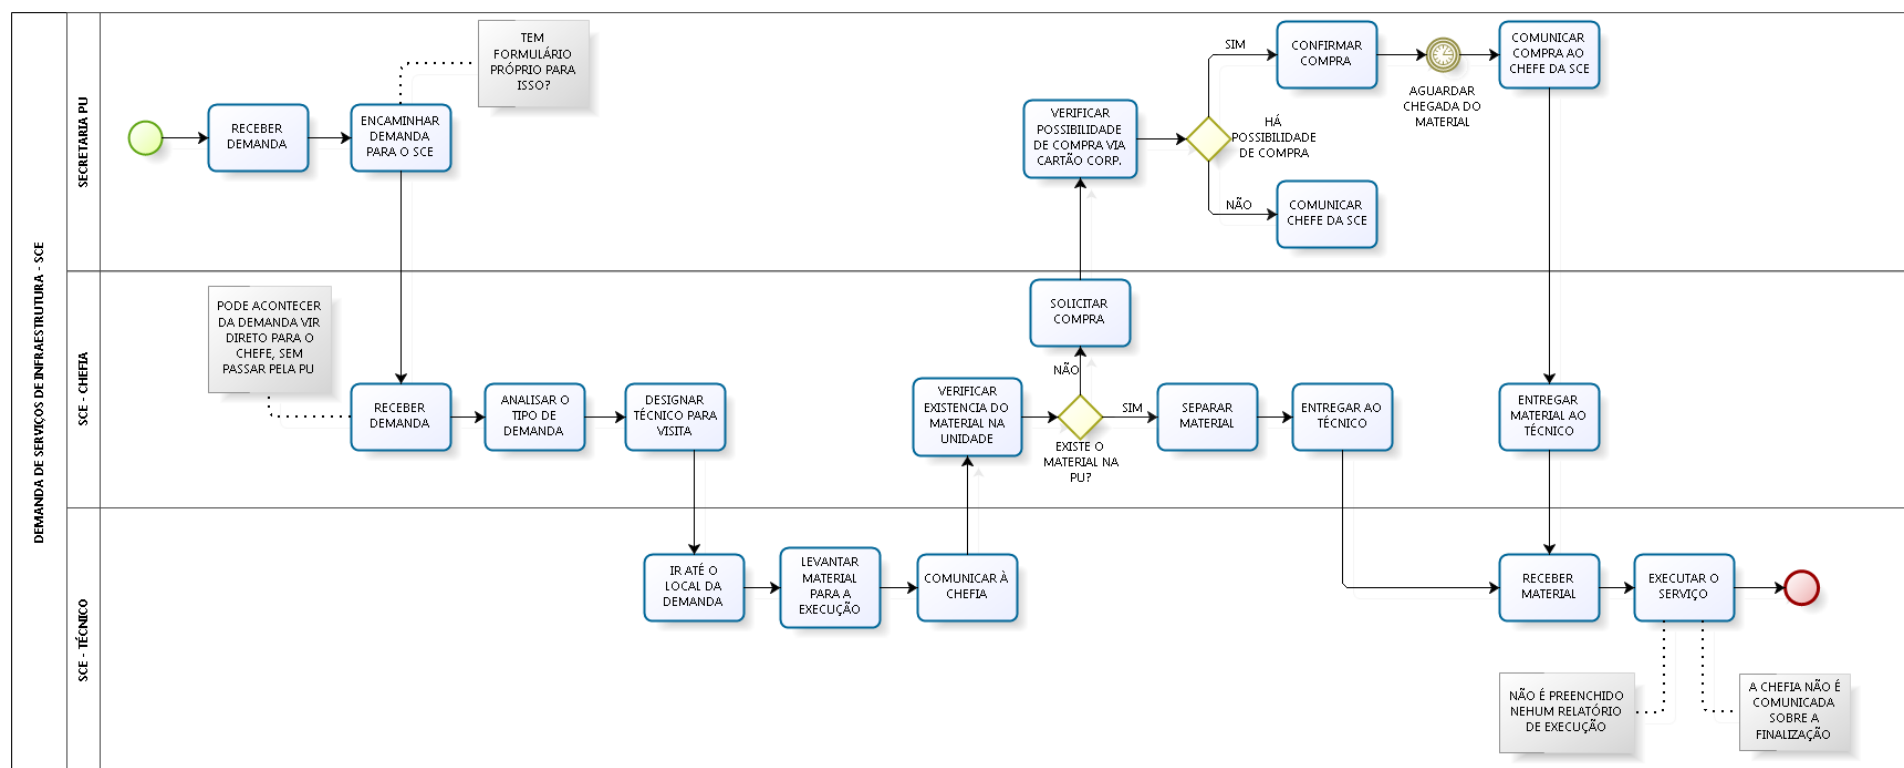 DEMANDA DE SERVIÇOS DE INFRAESTRUTURA - SCE
SECRETARIA PU
RECEBER
DEMANDA
ENCAMINHAR
DEMANDA
PARA O SCE
TEM
FORMULÁRIO
PRÓPRIO PARA
ISSO?
VERIFICAR
POSSIBILIDADE
DE COMPRA VIA
CARTÃO CORP.
HÁ
POSSIBILIDADE
DE COMPRA
SIM
CONFIRMAR
COMPRA
AGUARDAR
CHEGADA DO
MATERIAL
COMUNICAR
COMPRA AO
CHEFE DA SCE
NÃO
COMUNICAR
CHEFE DA SCE
SCE - CHEFIA
PODE ACONTECER
DA DEMANDA VIR
DIRETO PARA O
CHEFE, SEM
PASSAR PELA PU
RECEBER
DEMANDA
ANALISAR O
TIPO DE
DEMANDA
DESIGNAR
TÉCNICO PARA
VISITA
VERIFICAR
EXISTENCIA DO
MATERIAL NA
UNIDADE
EXISTE O
MATERIAL NA
PU?
NÃO
SOLICITAR
COMPRA
SIM
SEPARAR
MATERIAL
ENTREGAR AO
TÉCNICO
ENTREGAR
MATERIAL AO
TÉCNICO
SCE - TÉCNICO
IR ATÉ O
LOCAL DA
DEMANDA
LEVANTAR
MATERIAL
PARA A
EXECUÇÃO
COMUNICAR À
CHEFIA
RECEBER
MATERIAL
EXECUTAR O
SERVIÇO
NÃO É PREENCHIDO
NEHUM RELATÓRIO
DE EXECUÇÃO
A CHEFIA NÃO É
COMUNICADA
SOBRE A
FINALIZAÇÃO